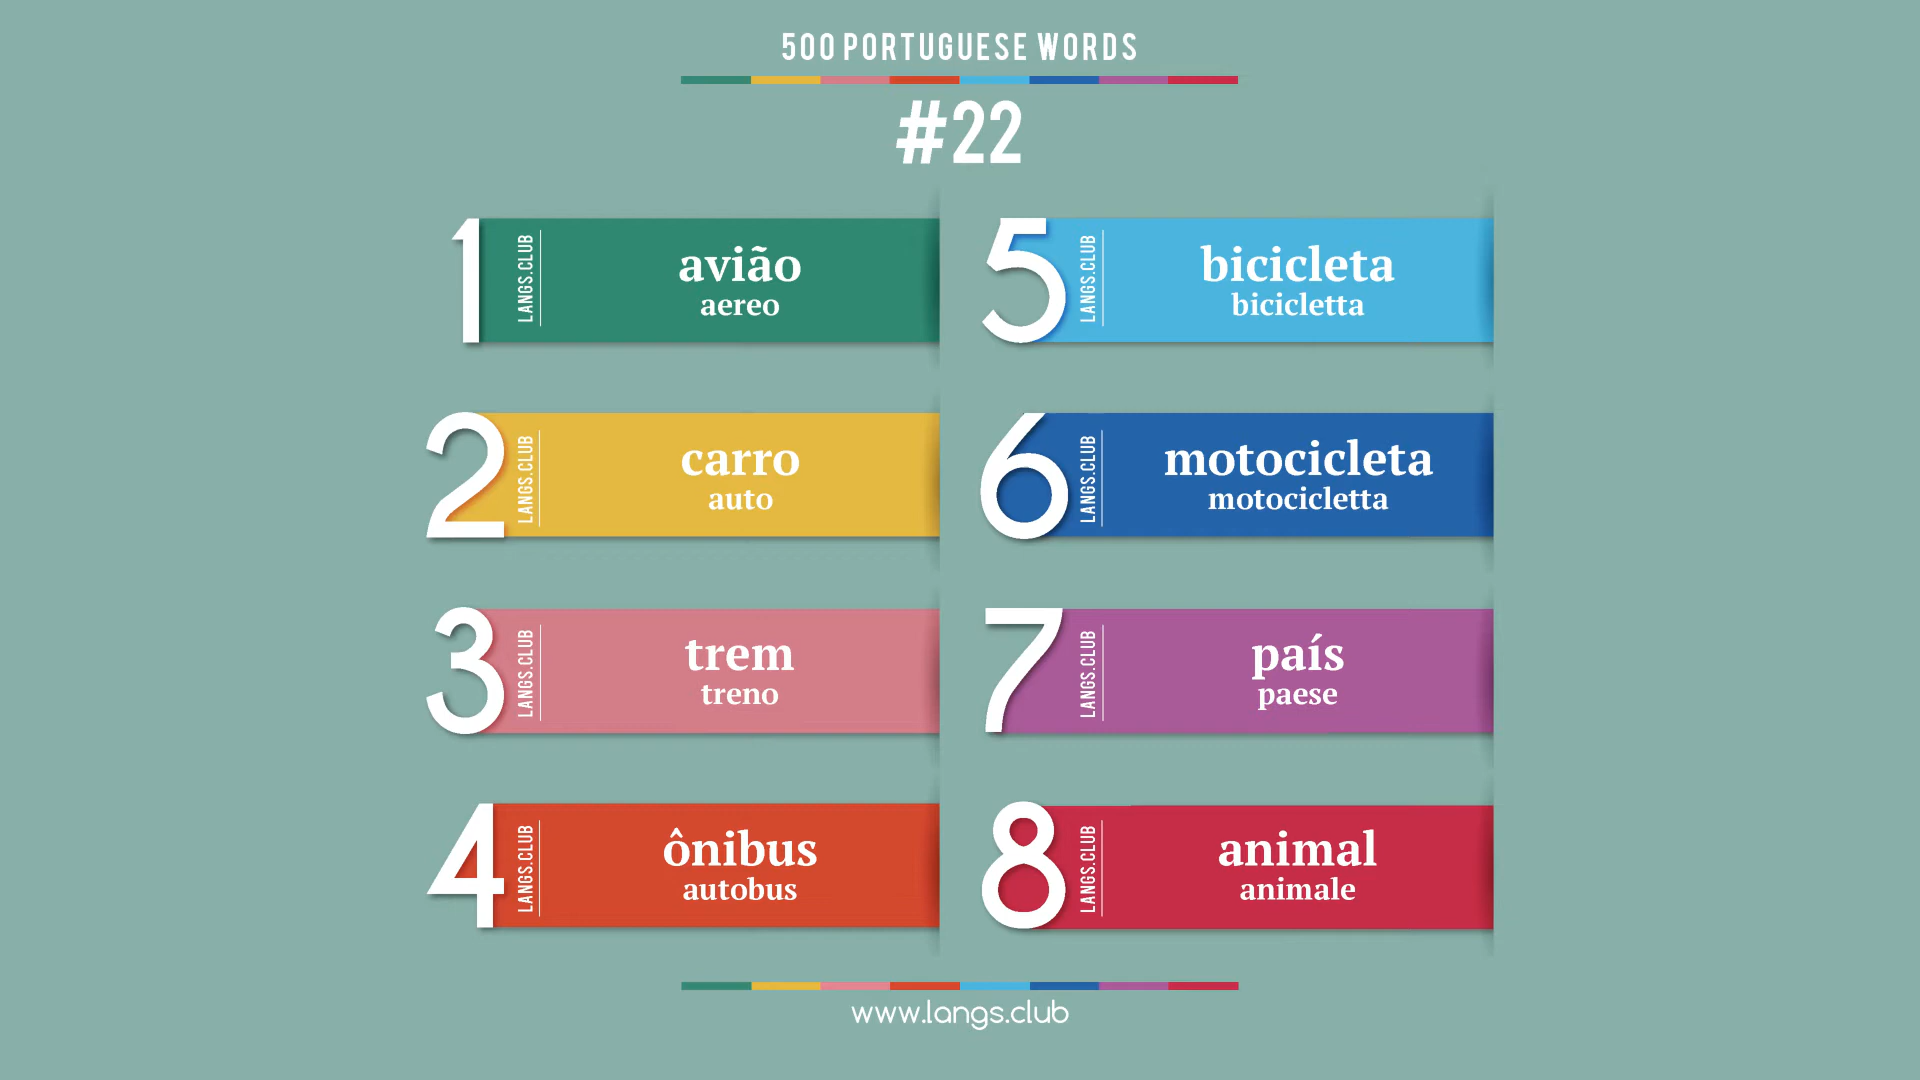 500 PORTUGUESE WORDS
#22
1
LANGS.CLUB
avião
aereo
2
LANGS.CLUB
carro
auto
3
LANGS.CLUB
trem
treno
4
LANGS.CLUB
ônibus
autobus
5
LANGS.CLUB
bicicleta
bicicletta
6
LANGS.CLUB
motocicleta
motocicletta
7
LANGS.CLUB
país
paese
8
LANGS.CLUB
animal
animale
www.langs.club